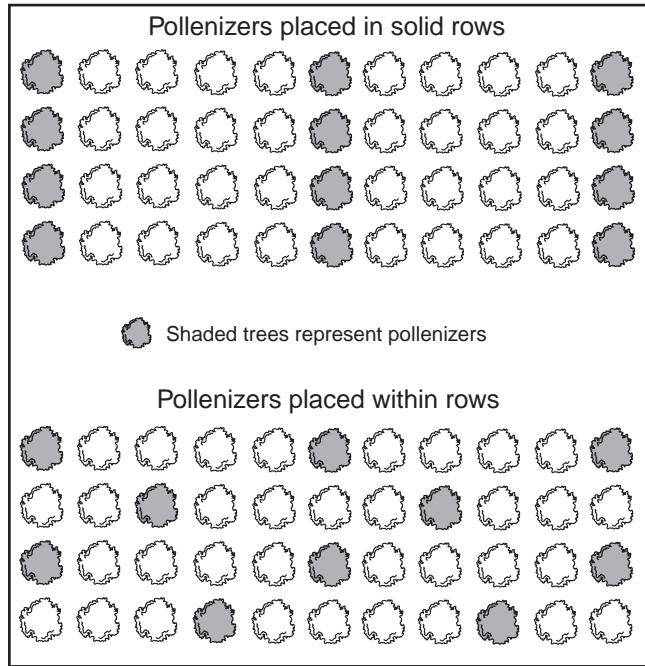 Pollenizers placed in solid rows
Shaded trees represent pollenizers
Pollenizers placed within rows